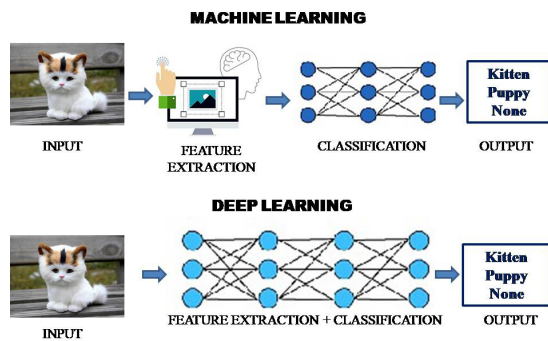 MACHINE LEARNING
Kitten
Puppy
None
INPUT
FEATURE
EXTRACTION
CLASSIFICATION
OUTPUT
DEEP LEARNING
Kitten
Puppy
None
INPUT
FEATURE EXTRACTION + CLASSIFICATION
OUTPUT